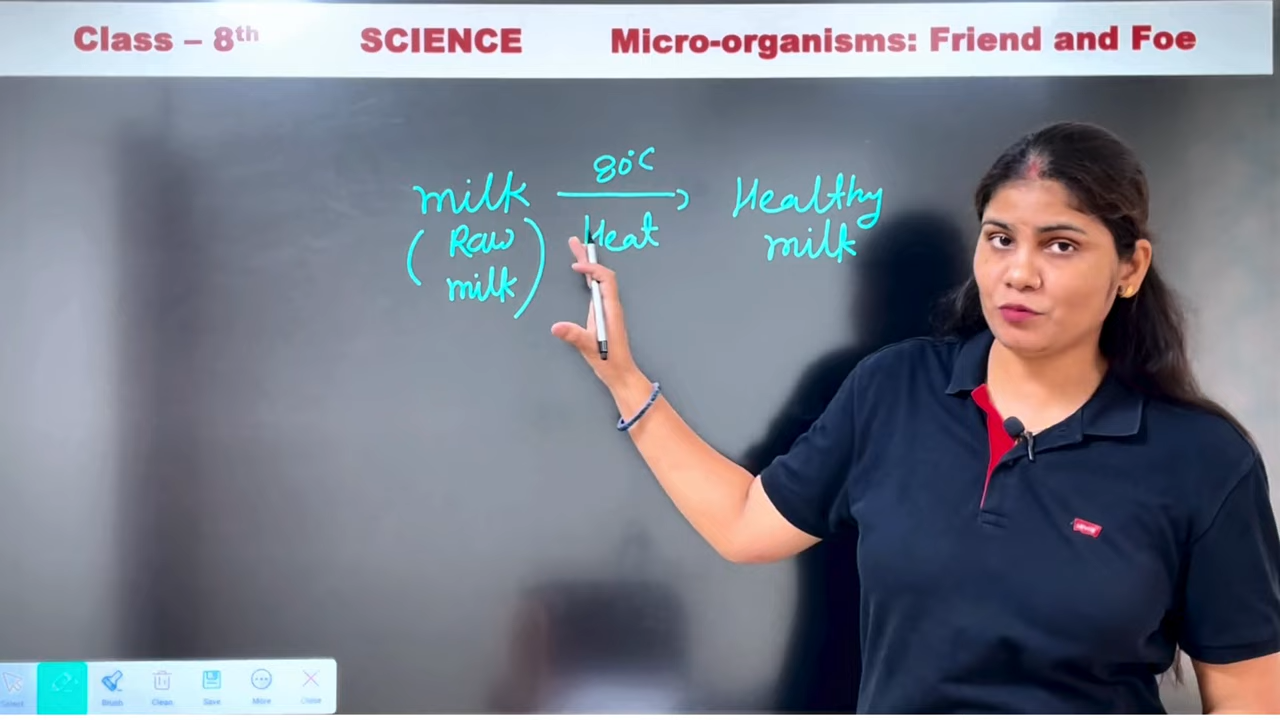 Class – 8th SCIENCE Micro-organisms: Friend and Foe
80°C
milk → Healthy
( Raw Heat milk
milk )
Levi's
Select Brush Clean Save More Close